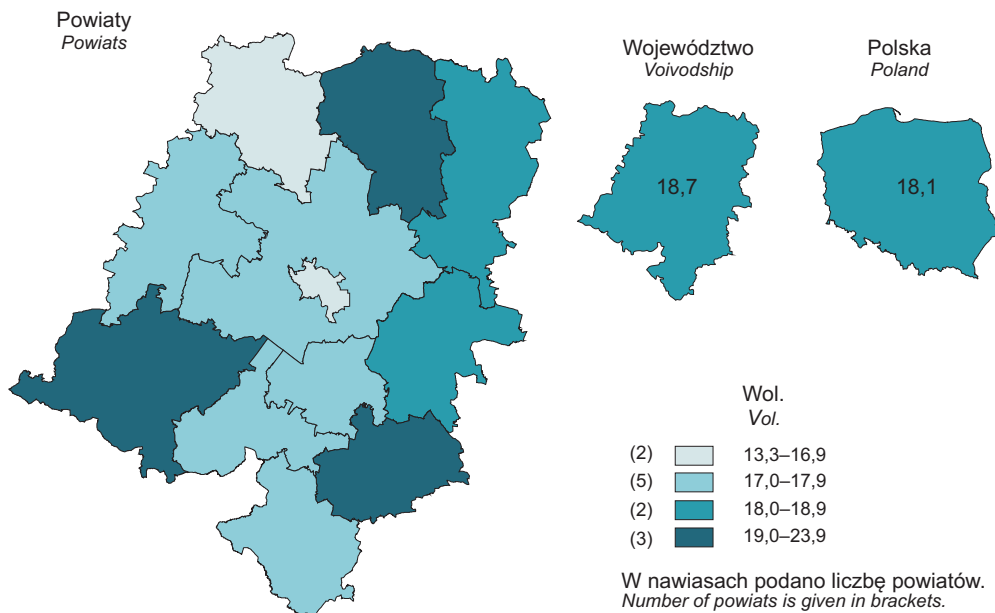 Powiaty
Powiats
Województwo
Voivodship
Polska
Poland
18,7
18,1
Wol.
Vol.
(2) 13,3–16,9
(5) 17,0–17,9
(2) 18,0–18,9
(3) 19,0–23,9
W nawiasach podano liczbę powiatów.
Number of powiats is given in brackets.